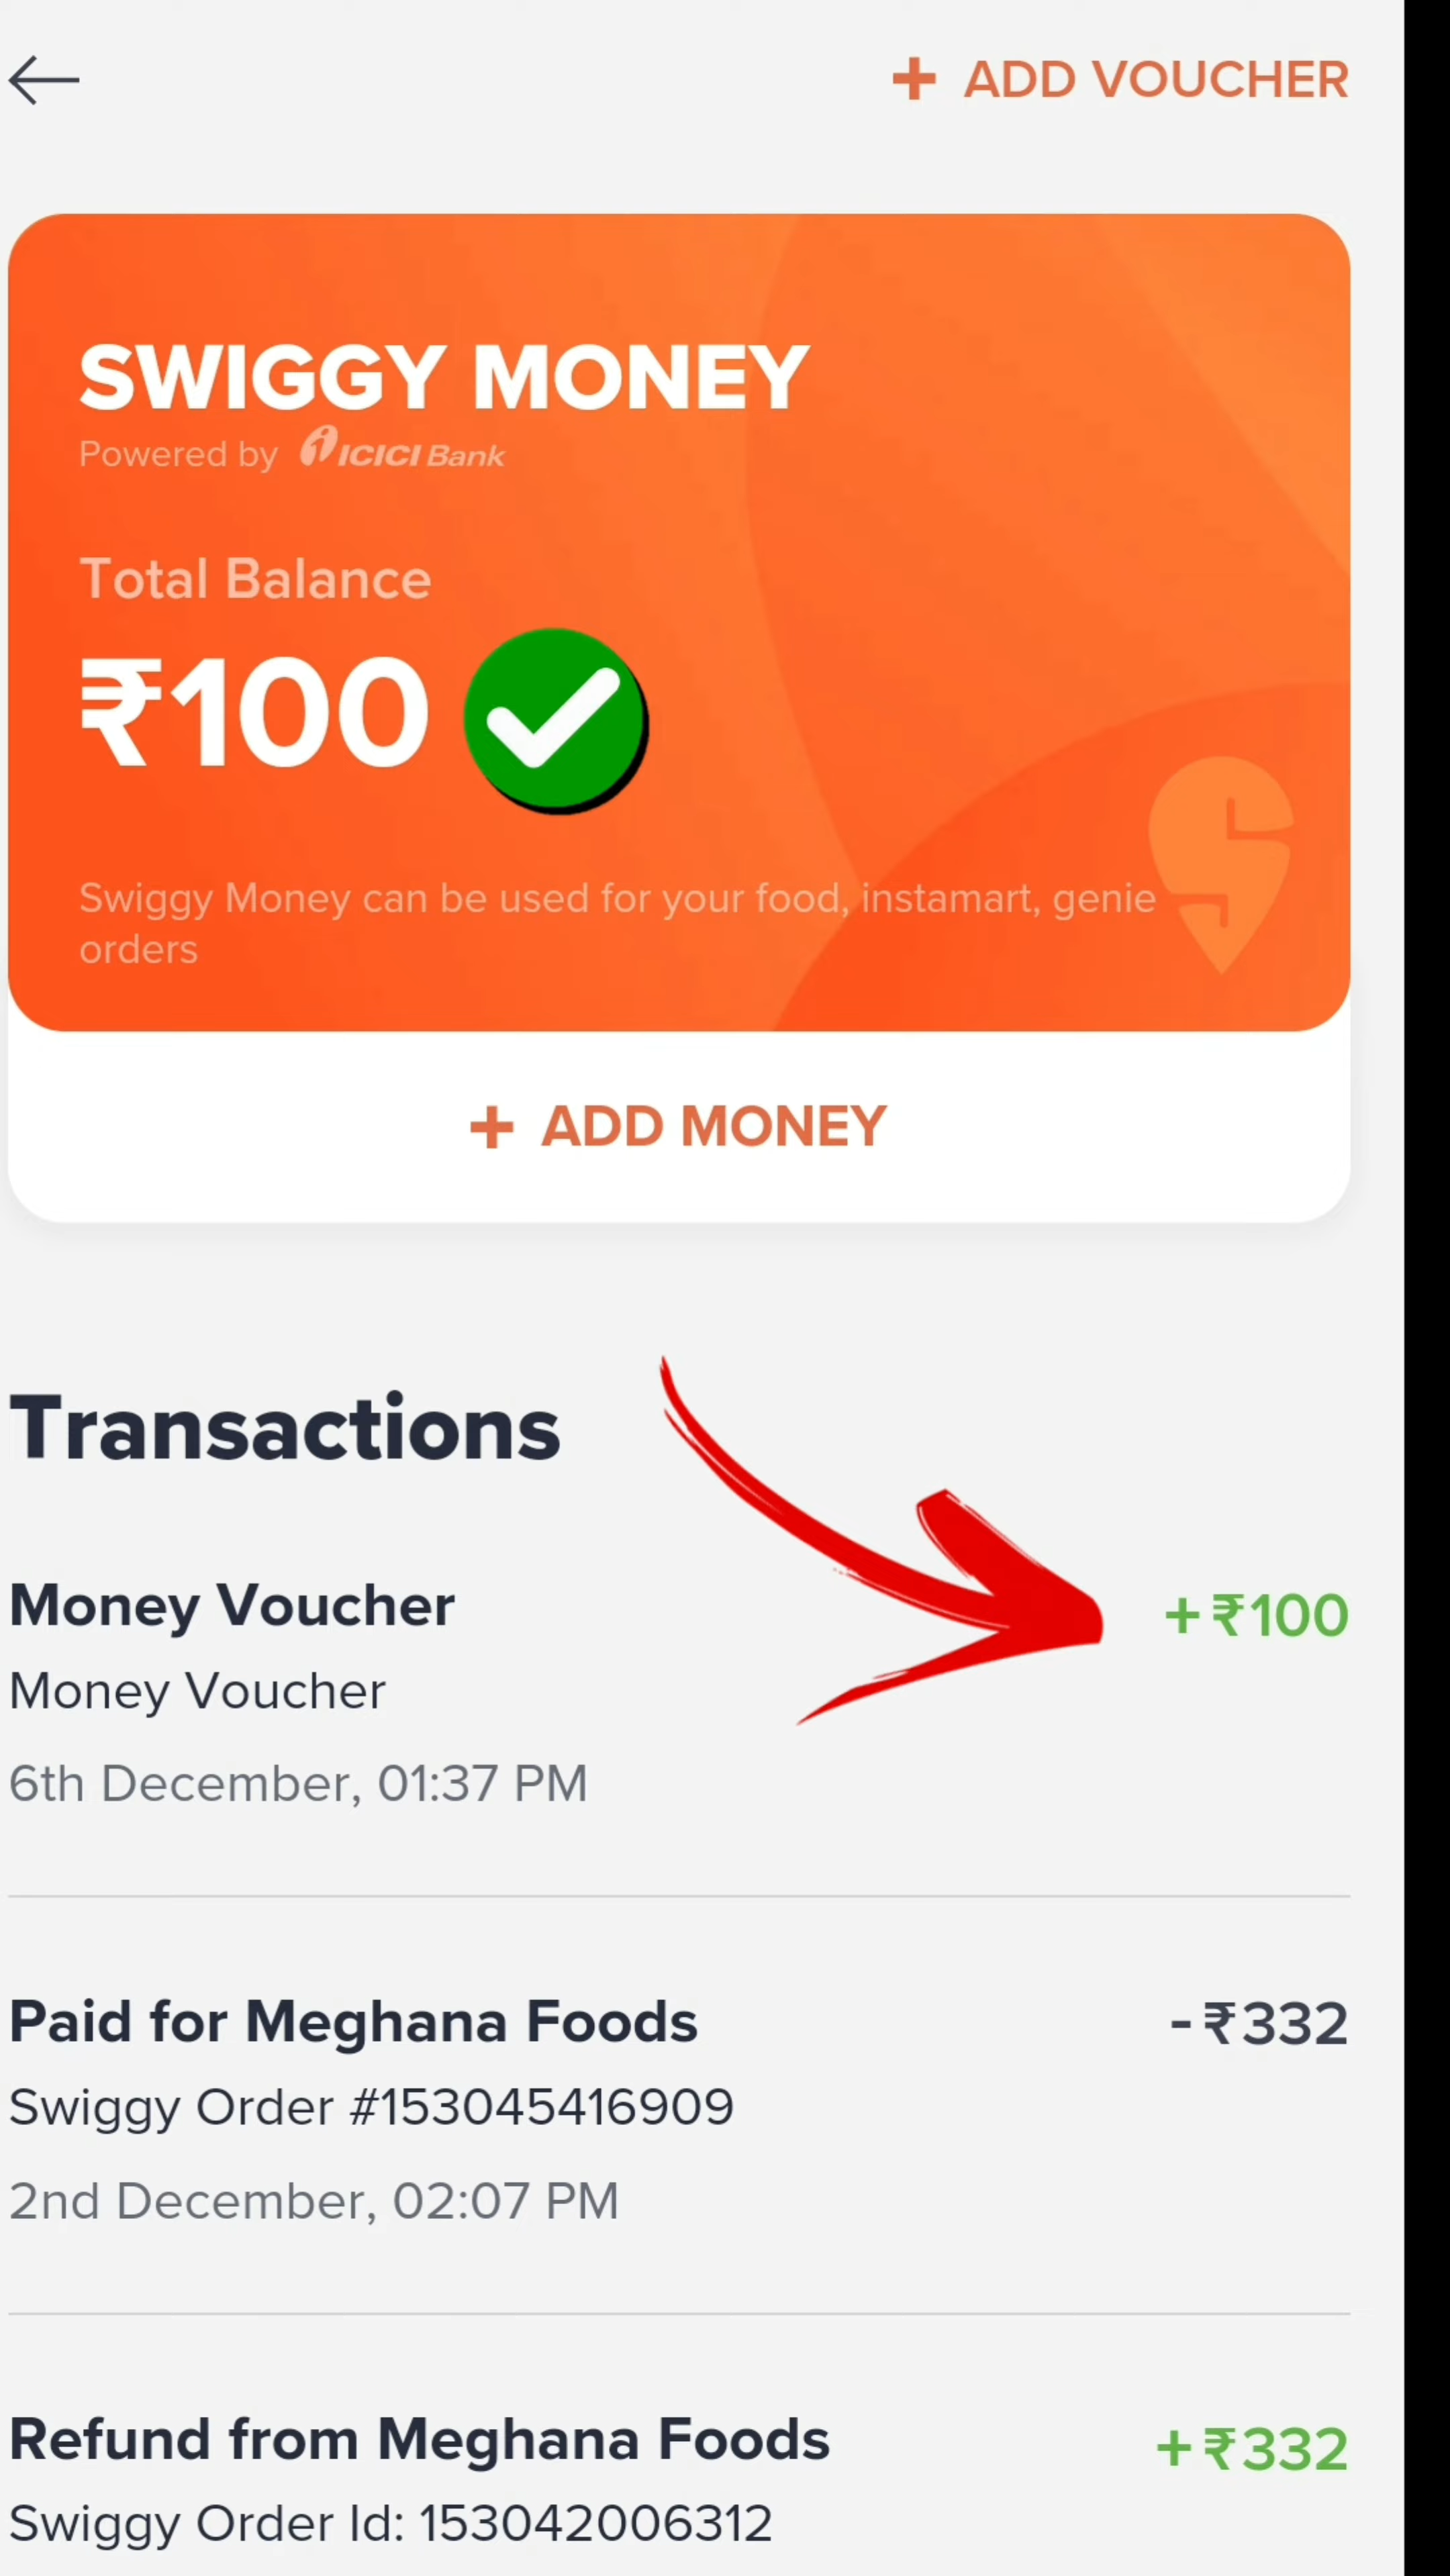 + ADD VOUCHER
SWIGGY MONEY
Powered by ICICI Bank
Total Balance
₹100
Swiggy Money can be used for your food, instamart, genie
orders
+ ADD MONEY
Transactions
Money Voucher
+₹100
Money Voucher
6th December, 01:37 PM
Paid for Meghana Foods
-₹332
Swiggy Order #153045416909
2nd December, 02:07 PM
Refund from Meghana Foods
+₹332
Swiggy Order Id: 153042006312